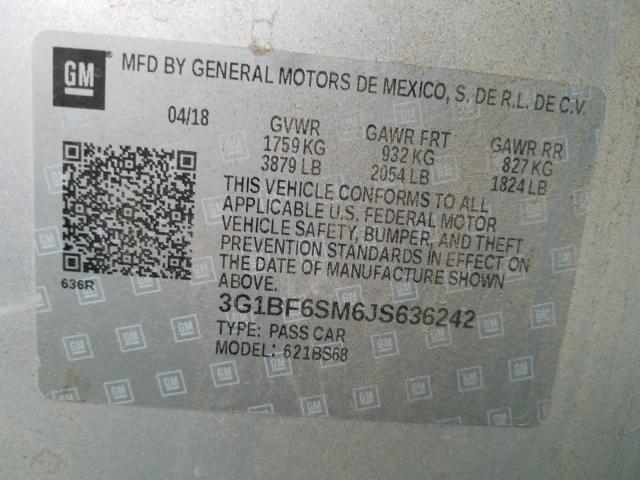 GM
MFD BY GENERAL MOTORS DE MEXICO, S. DE R.L. DE C.V.
04/18
GVWR GAWR FRT GAWR RR
1759 KG 932 KG 827 KG
3879 LB 2054 LB 1824 LB
THIS VEHICLE CONFORMS TO ALL
APPLICABLE U.S. FEDERAL MOTOR
VEHICLE SAFETY, BUMPER, AND THEFT
PREVENTION STANDARDS IN EFFECT ON
THE DATE OF MANUFACTURE SHOWN
ABOVE.
636R
3G1BF6SM6JS636242
TYPE: PASS CAR
MODEL: 621BS68